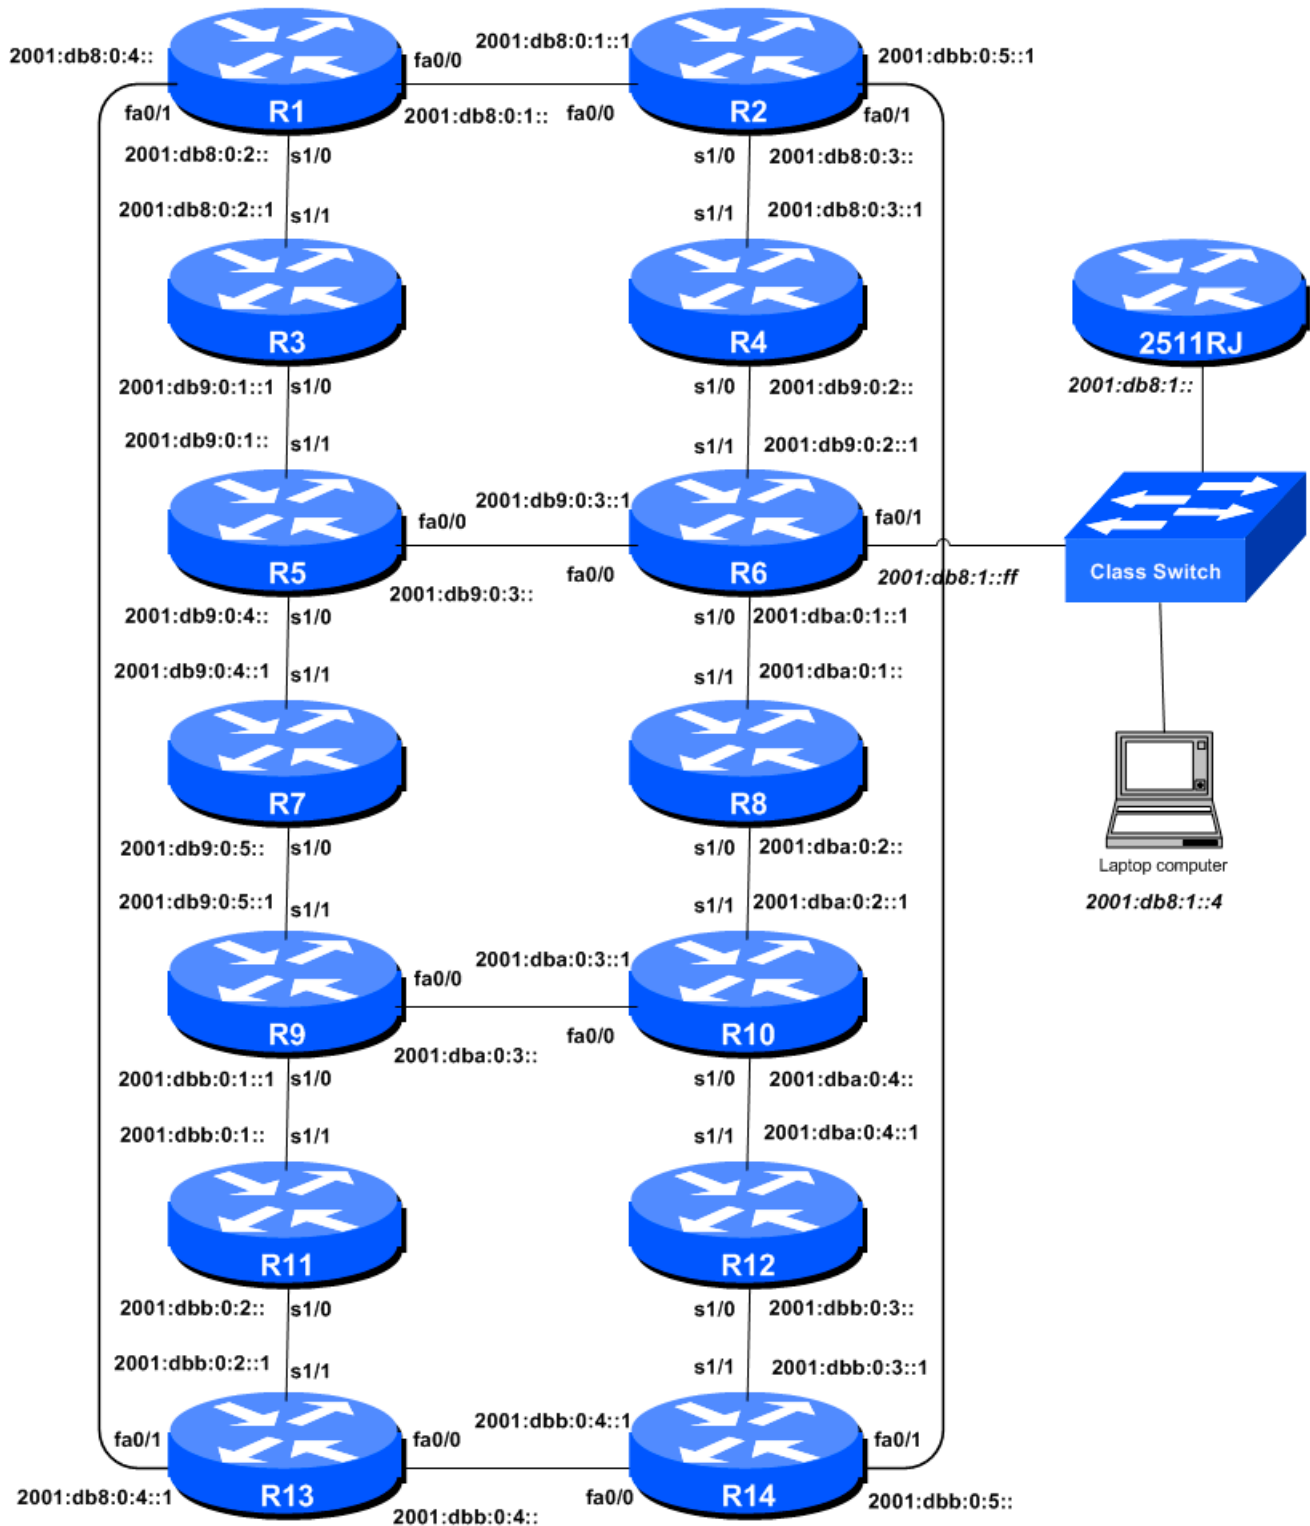 2001:db8:0:4::
fa0/0
2001:db8:0:1::1
2001:dbb:0:5::1
fa0/1
R1
2001:db8:0:1::
fa0/0
R2
fa0/1
2001:db8:0:2::
s1/0
s1/0
2001:db8:0:3::
2001:db8:0:2::1
s1/1
s1/1
2001:db8:0:3::1
R3
R4
2511RJ
2001:db8:1::
2001:db9:0:1::1
s1/0
s1/0
2001:db9:0:2::
2001:db9:0:1::
s1/1
s1/1
2001:db9:0:2::1
fa0/0
2001:db9:0:3::1
fa0/1
R5
2001:db9:0:3::
fa0/0
R6
2001:db8:1::ff
Class Switch
2001:db9:0:4::
s1/0
s1/0
2001:dba:0:1::1
2001:db9:0:4::1
s1/1
s1/1
2001:dba:0:1::
R7
R8
2001:db9:0:5::
s1/0
s1/0
2001:dba:0:2::
Laptop computer
2001:db8:1::4
2001:db9:0:5::1
s1/1
s1/1
2001:dba:0:2::1
fa0/0
2001:dba:0:3::1
R9
2001:dba:0:3::
fa0/0
R10
2001:dbb:0:1::1
s1/0
s1/0
2001:dba:0:4::
2001:dbb:0:1::
s1/1
s1/1
2001:dba:0:4::1
R11
R12
2001:dbb:0:2::
s1/0
s1/0
2001:dbb:0:3::
2001:dbb:0:2::1
s1/1
s1/1
2001:dbb:0:3::1
fa0/1
fa0/0
2001:dbb:0:4::1
fa0/1
2001:db8:0:4::1
R13
2001:dbb:0:4::
fa0/0
R14
2001:dbb:0:5::